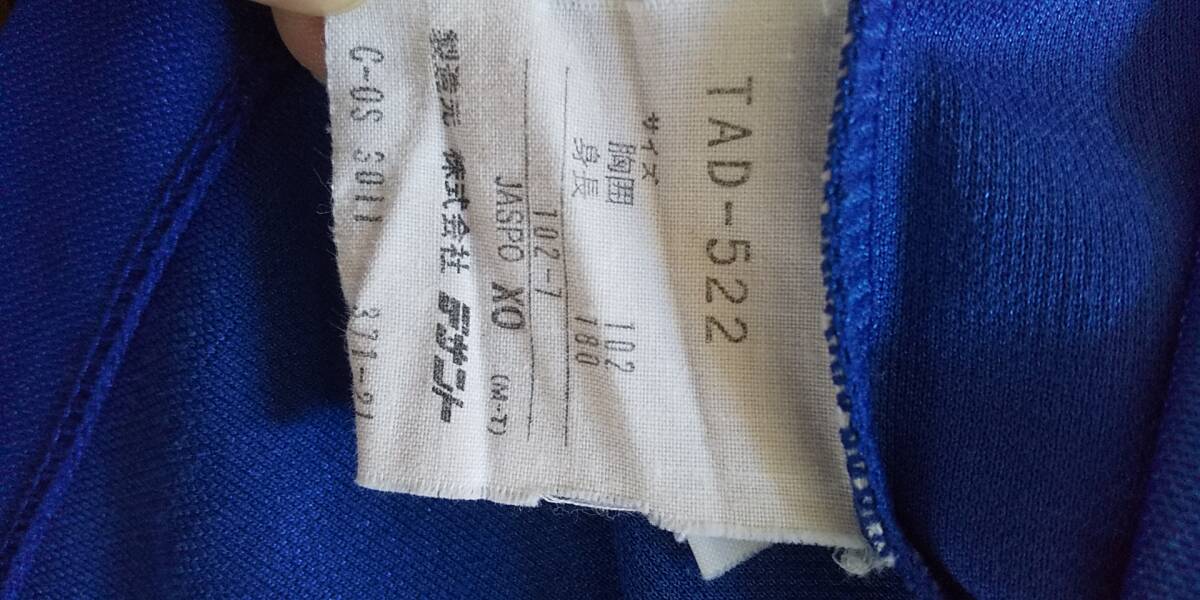 TAD-522
サイズ
胸囲 102
身長 180
102-7
JASPO XO (M・T)
製造元 株式会社 デサント
C-OS 3011 371-21